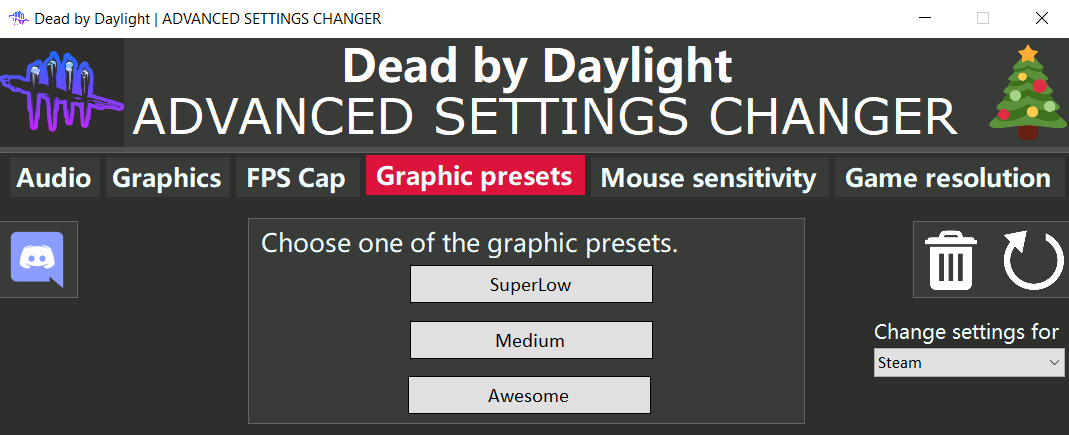 Dead by Daylight | ADVANCED SETTINGS CHANGER
Dead by Daylight
ADVANCED SETTINGS CHANGER
Audio Graphics FPS Cap Graphic presets Mouse sensitivity Game resolution
Choose one of the graphic presets.
SuperLow
Medium
Awesome
Change settings for
Steam